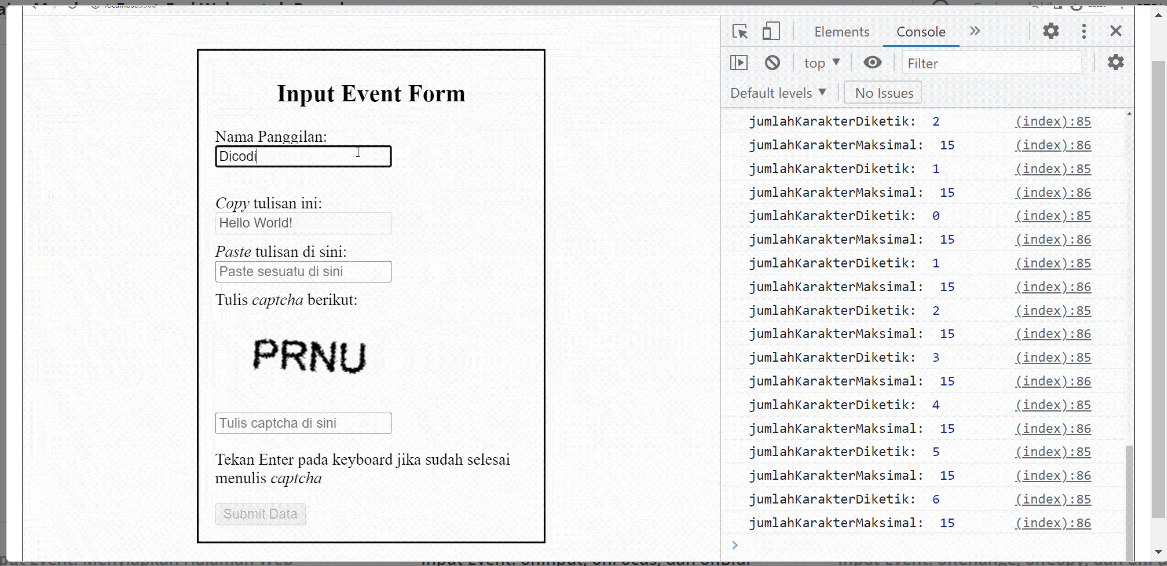 Elements
Console
top
Filter
Default levels
No Issues
Input Event Form
Nama Panggilan:
Dicodi
Copy tulisan ini:
Hello World!
Paste tulisan di sini:
Paste sesuatu di sini
Tulis captcha berikut:
PRNU
Tulis captcha di sini
Tekan Enter pada keyboard jika sudah selesai
menulis captcha
Submit Data
jumlahKarakterDiketik: 2 (index):85
jumlahKarakterMaksimal: 15 (index):86
jumlahKarakterDiketik: 1 (index):85
jumlahKarakterMaksimal: 15 (index):86
jumlahKarakterDiketik: 0 (index):85
jumlahKarakterMaksimal: 15 (index):86
jumlahKarakterDiketik: 1 (index):85
jumlahKarakterMaksimal: 15 (index):86
jumlahKarakterDiketik: 2 (index):85
jumlahKarakterMaksimal: 15 (index):86
jumlahKarakterDiketik: 3 (index):85
jumlahKarakterMaksimal: 15 (index):86
jumlahKarakterDiketik: 4 (index):85
jumlahKarakterMaksimal: 15 (index):86
jumlahKarakterDiketik: 5 (index):85
jumlahKarakterMaksimal: 15 (index):86
jumlahKarakterDiketik: 6 (index):85
jumlahKarakterMaksimal: 15 (index):86